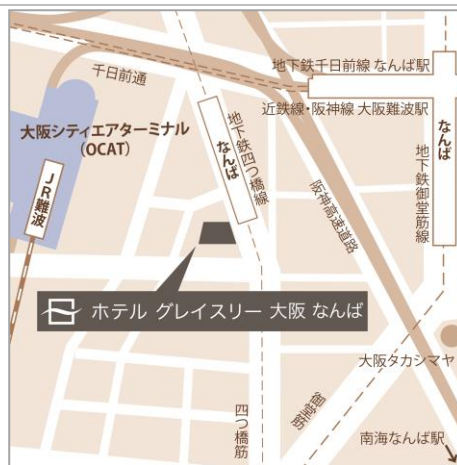 地下鉄千日前線 なんば駅
千日前通
近鉄線・阪神線 大阪難波駅
大阪シティエアターミナル
(OCAT)
なんば
地下鉄四つ橋線
なんば
地下鉄御堂筋線
JR難波
阪神高速道路
ホテル グレイスリー 大阪 なんば
大阪タカシマヤ
四つ橋筋
御堂筋
南海なんば駅